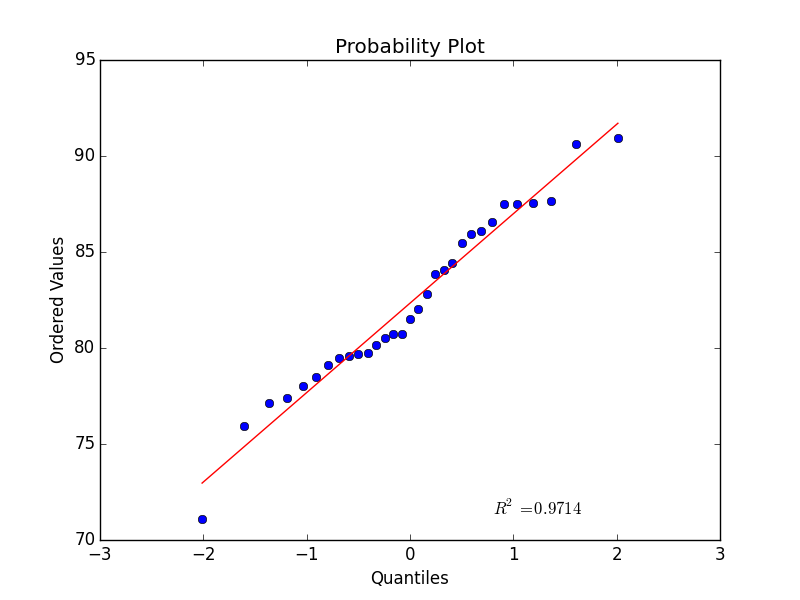 Probability Plot
95
90
85
80
75
70
Ordered Values
R² =0.9714
−3 −2 −1 0 1 2 3
Quantiles